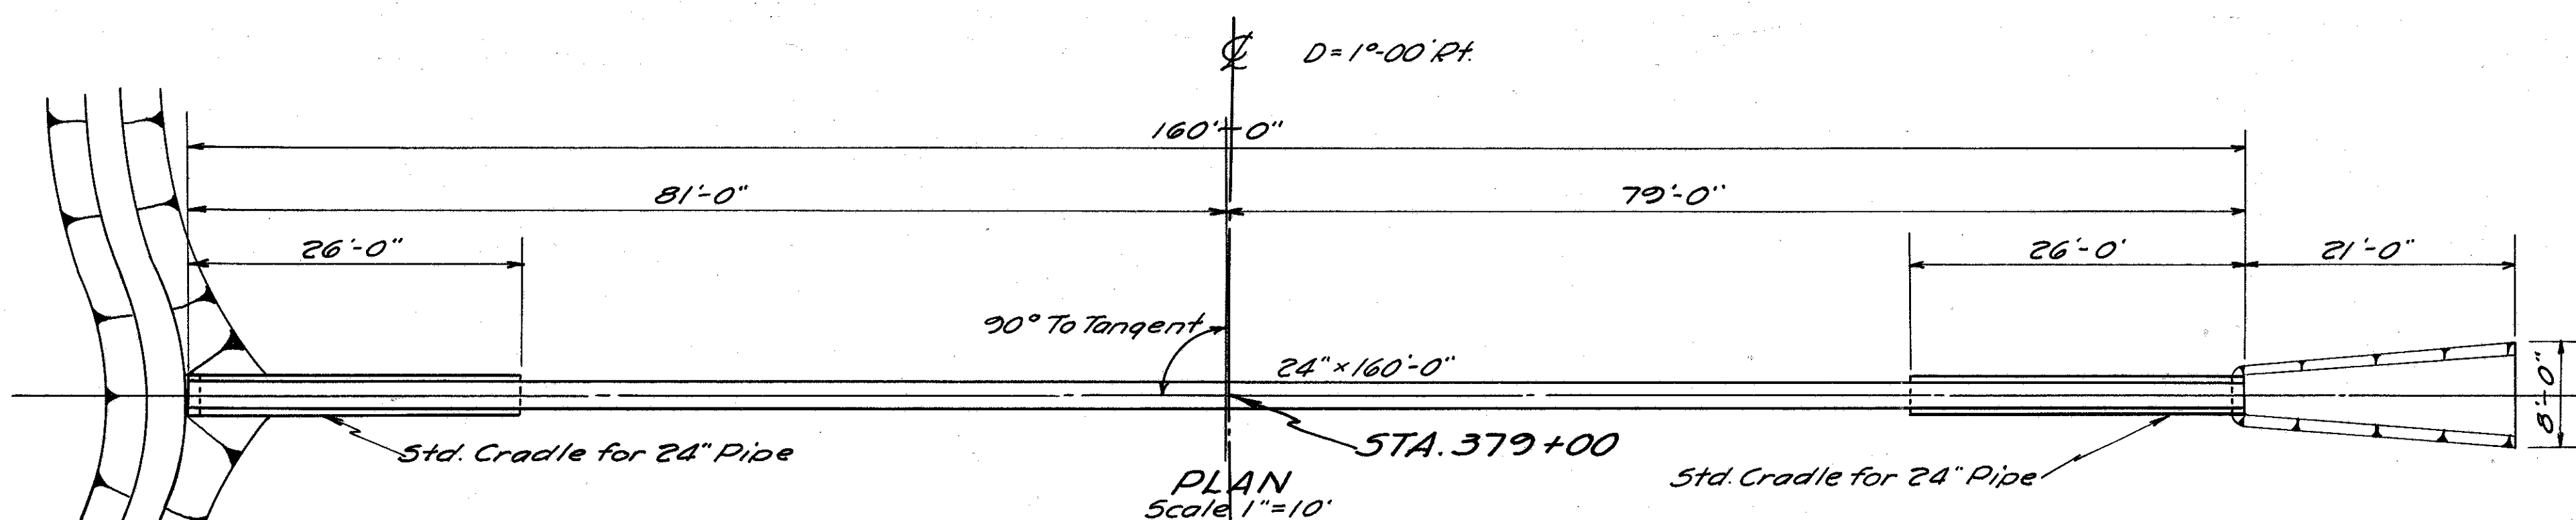 ℄ D=1°-00' Rt.
160'-0"
81'-0"
79'-0"
26'-0"
26'-0'
21'-0"
90° To Tangent
24"×160'-0"
8'-0"
Std. Cradle for 24" Pipe
STA. 379+00
Std. Cradle for 24" Pipe
PLAN
Scale 1"=10'